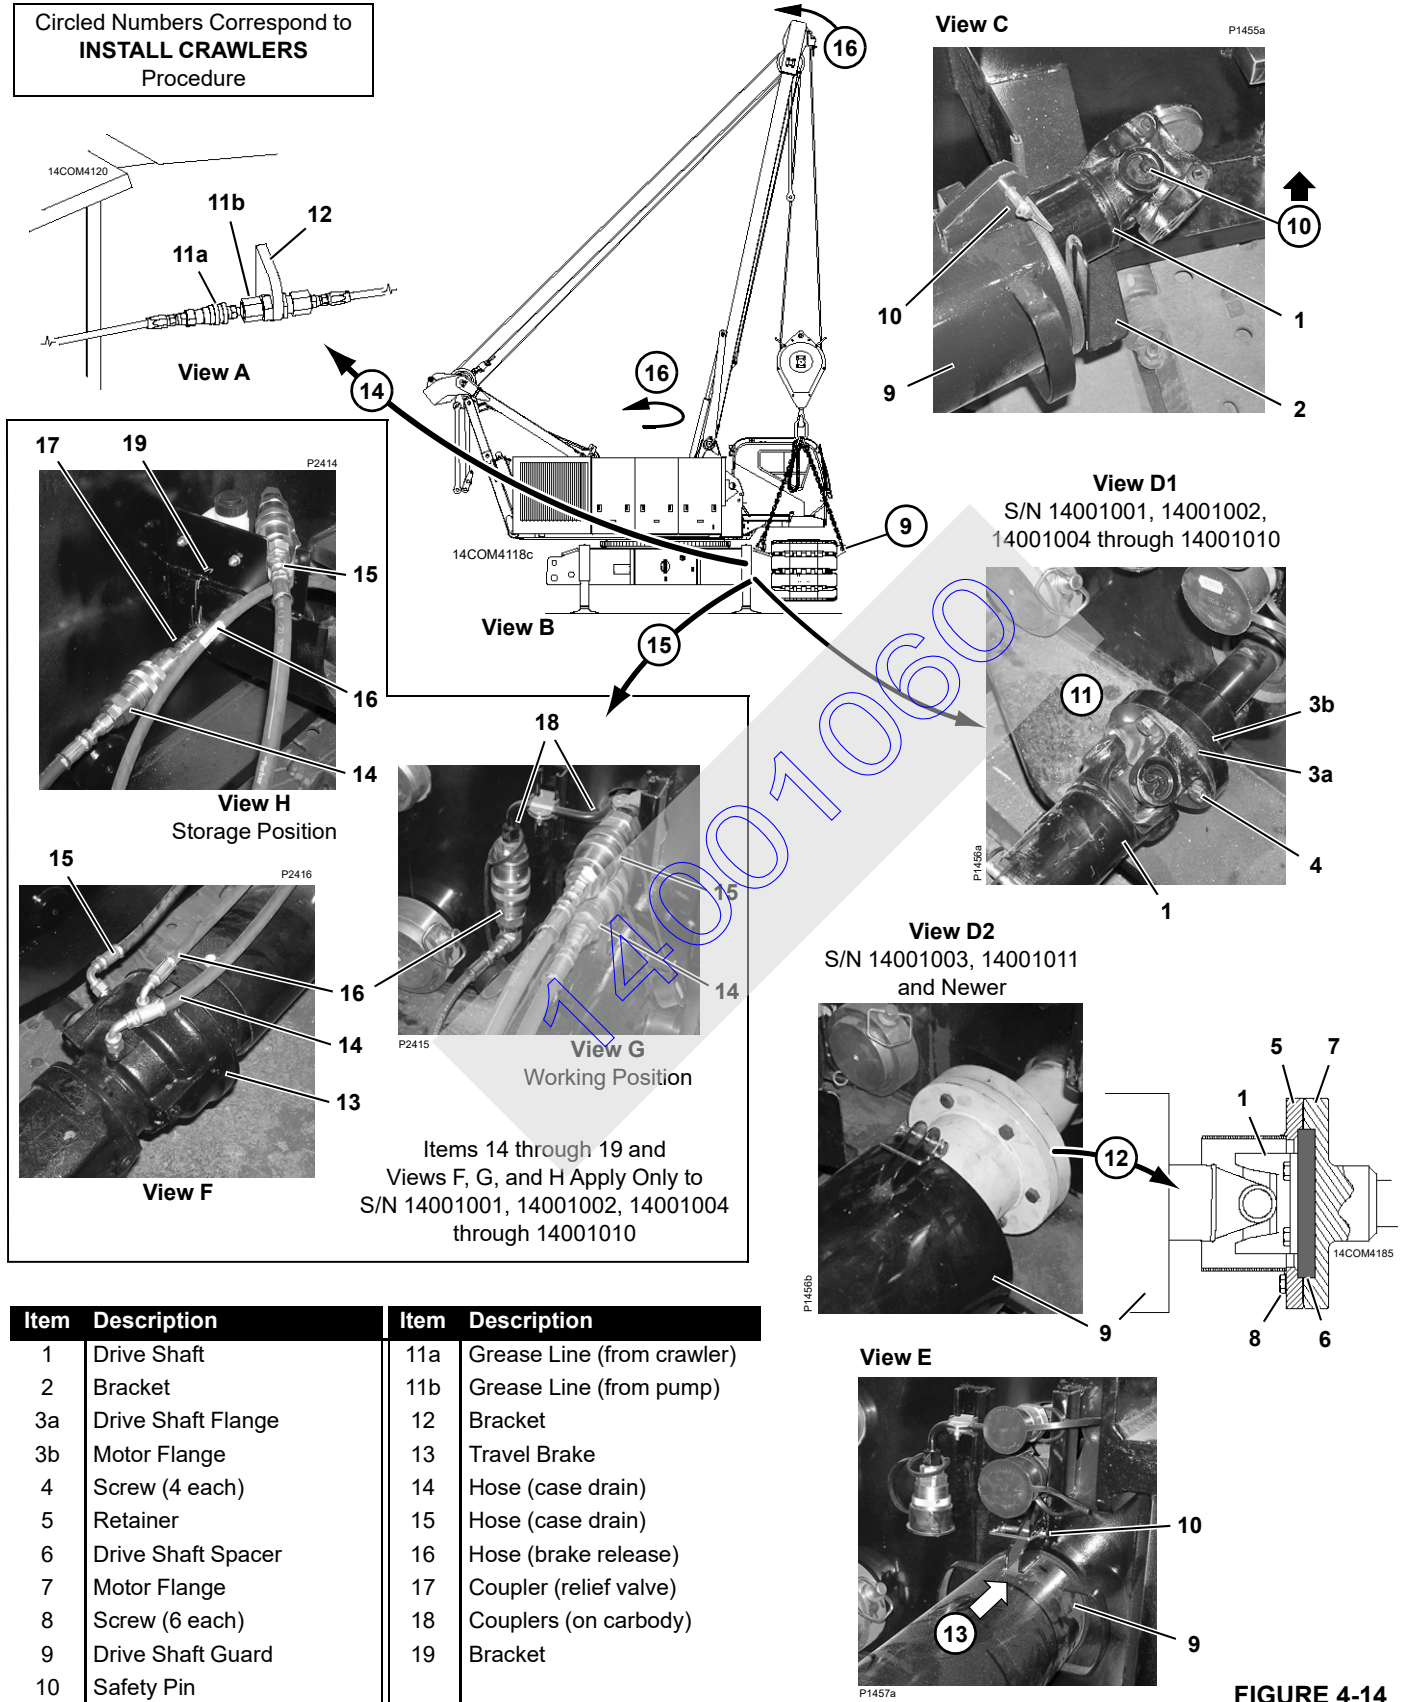 Circled Numbers Correspond to
INSTALL CRAWLERS
Procedure
16
View C
P1455a
14COM4120
11b
12
11a
View A
10
10
1
9
2
14
16
17
19
P2414
15
16
14
View H
Storage Position
14COM4118c
9
View B
15
View D1
S/N 14001001, 14001002,
14001004 through 14001010
11
3b
3a
4
1
P1456a
18
15
14
16
P2415
View G
Working Position
15
P2416
14
13
View F
Items 14 through 19 and
Views F, G, and H Apply Only to
S/N 14001001, 14001002, 14001004
through 14001010
14001060
View D2
S/N 14001003, 14001011
and Newer
12
5
7
1
14COM4185
8
6
9
P1456b
View E
10
13
9
P1457a
Item Description Item Description
1 Drive Shaft 11a Grease Line (from crawler)
2 Bracket 11b Grease Line (from pump)
3a Drive Shaft Flange 12 Bracket
3b Motor Flange 13 Travel Brake
4 Screw (4 each) 14 Hose (case drain)
5 Retainer 15 Hose (case drain)
6 Drive Shaft Spacer 16 Hose (brake release)
7 Motor Flange 17 Coupler (relief valve)
8 Screw (6 each) 18 Couplers (on carbody)
9 Drive Shaft Guard 19 Bracket
10 Safety Pin
FIGURE 4-14